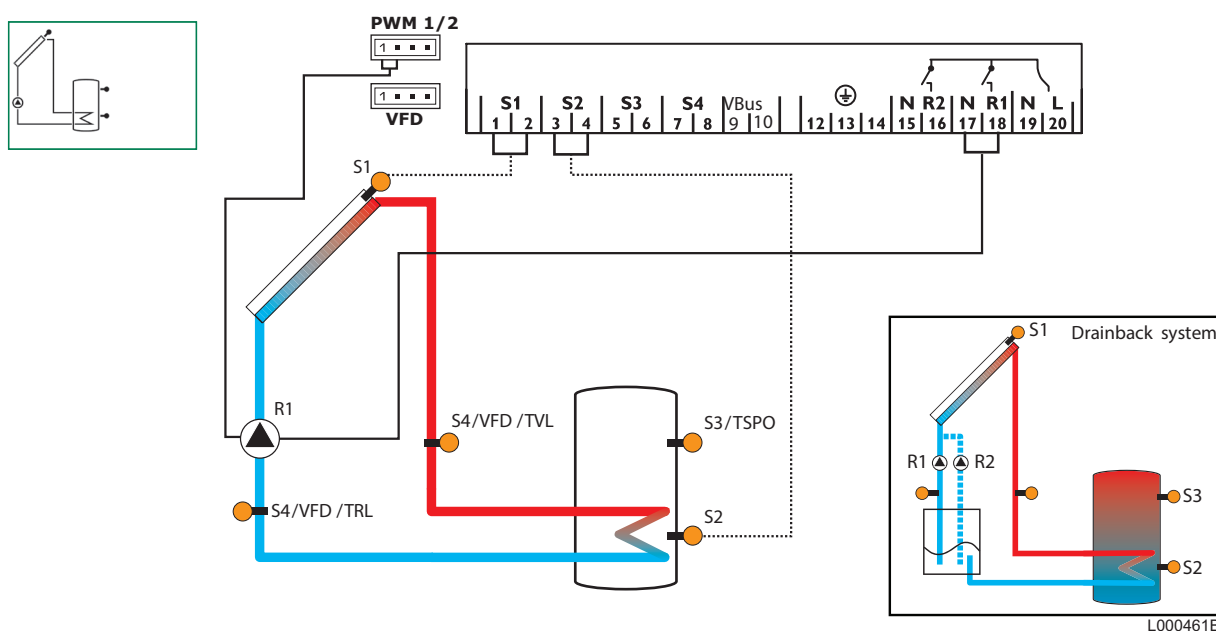 PWM 1/2
1
1
VFD
S1 S2 S3 S4 VBus N R2 N R1 N L
1 2 3 4 5 6 7 8 9 10 12 13 14 15 16 17 18 19 20
S1
R1
S4/VFD /TVL
S3/TSPO
S4/VFD /TRL
S2
S1 Drainback system
R1 R2
S3
S2
L000461E